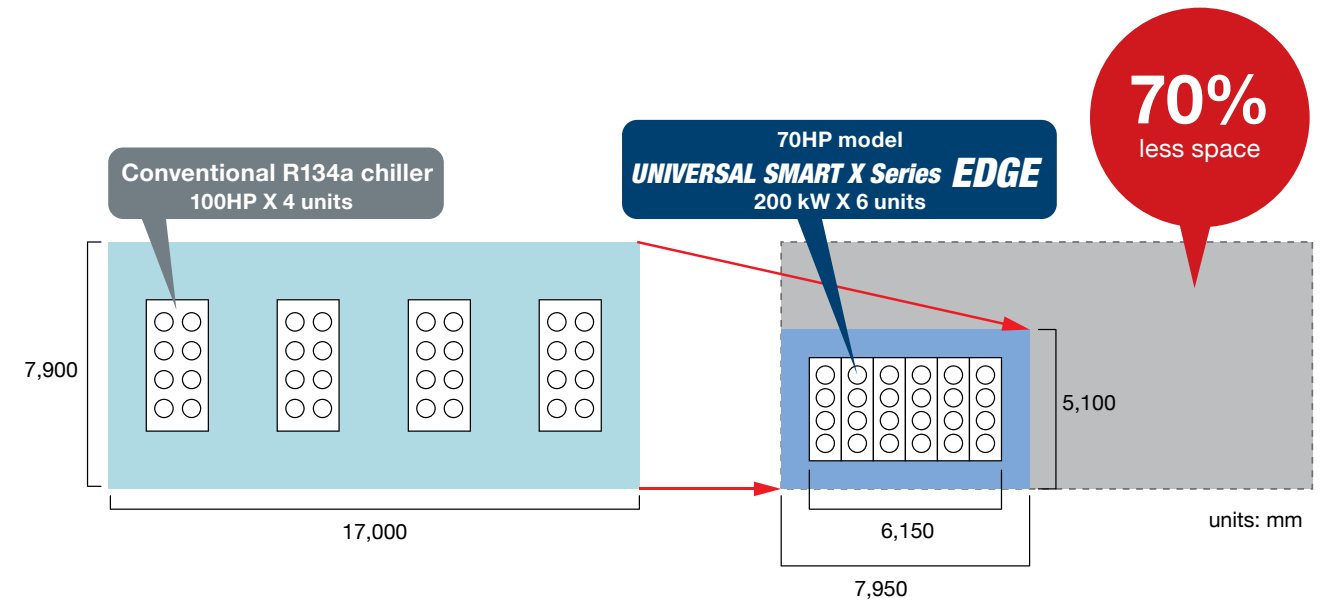 70%
less space
Conventional R134a chiller
100HP X 4 units
70HP model
UNIVERSAL SMART X Series EDGE
200 kW X 6 units
7,900
17,000
5,100
6,150
7,950
units: mm